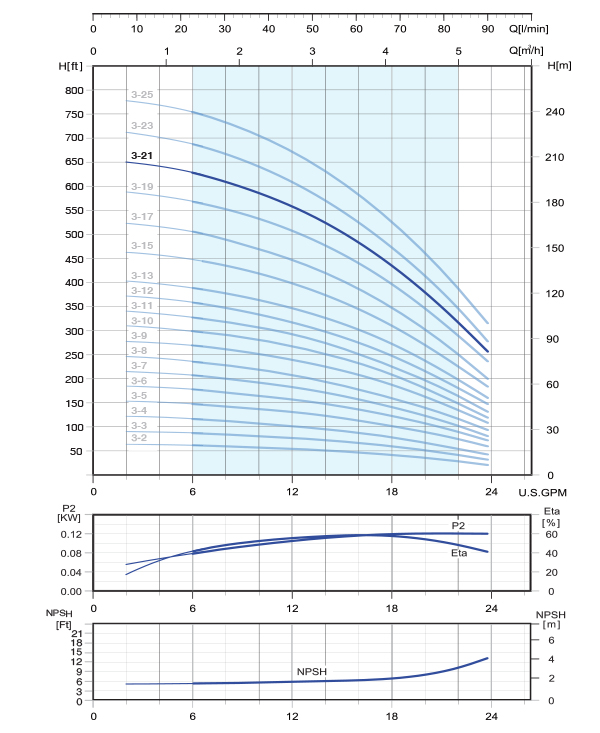 0 10 20 30 40 50 60 70 80 90 Q[l/min]
0 1 2 3 4 5 Q[m³/h]
H[ft] H[m]
800 3-25
750 240
3-23
700
650 3-21 210
600 3-19
550 180
3-17
500
3-15 150
450
400 3-13
3-12 120
350 3-11
3-10
300 3-9 90
250 3-8
3-7
200 3-6 60
150 3-5
3-4
100 3-3 30
3-2
50
0
0 6 12 18 24 U.S.GPM
P2 Eta
[KW] [%]
0.12 P2 60
0.08 Eta 40
0.04 20
0.00 0
0 6 12 18 24
NPSH NPSH
[Ft] [m]
21
18 6
15
12 4
9 NPSH
6 2
3
0 0
0 6 12 18 24